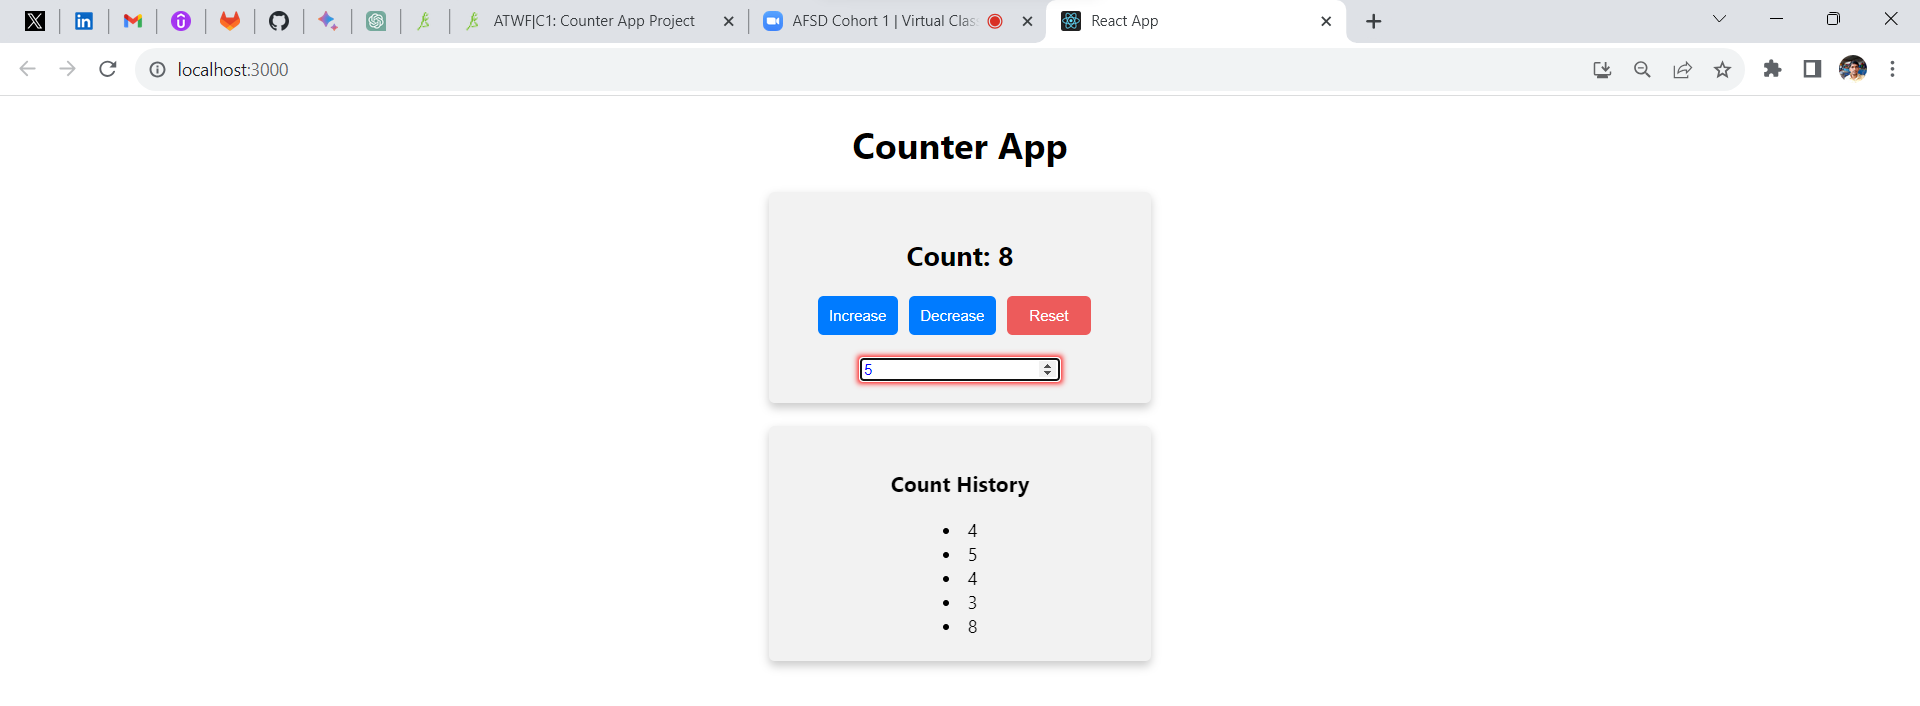 ATWF|C1: Counter App Project
AFSD Cohort 1 | Virtual Clas
React App
localhost:3000
Counter App
Count: 8
Increase Decrease Reset
5
Count History
4
5
4
3
8